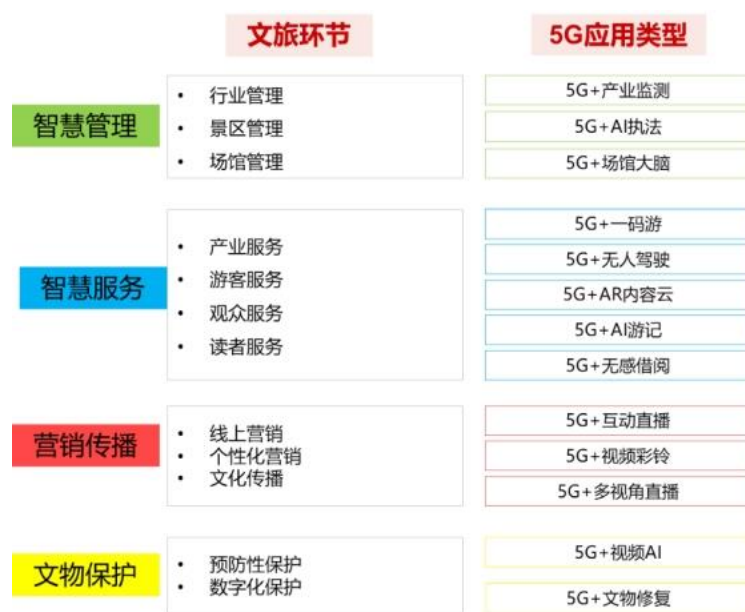 文旅环节
5G应用类型
智慧管理
• 行业管理
• 景区管理
• 场馆管理
5G+产业监测
5G+AI执法
5G+场馆大脑
智慧服务
• 产业服务
• 游客服务
• 观众服务
• 读者服务
5G+一码游
5G+无人驾驶
5G+AR内容云
5G+AI游记
5G+无感借阅
营销传播
• 线上营销
• 个性化营销
• 文化传播
5G+互动直播
5G+视频彩铃
5G+多视角直播
文物保护
• 预防性保护
• 数字化保护
5G+视频AI
5G+文物修复